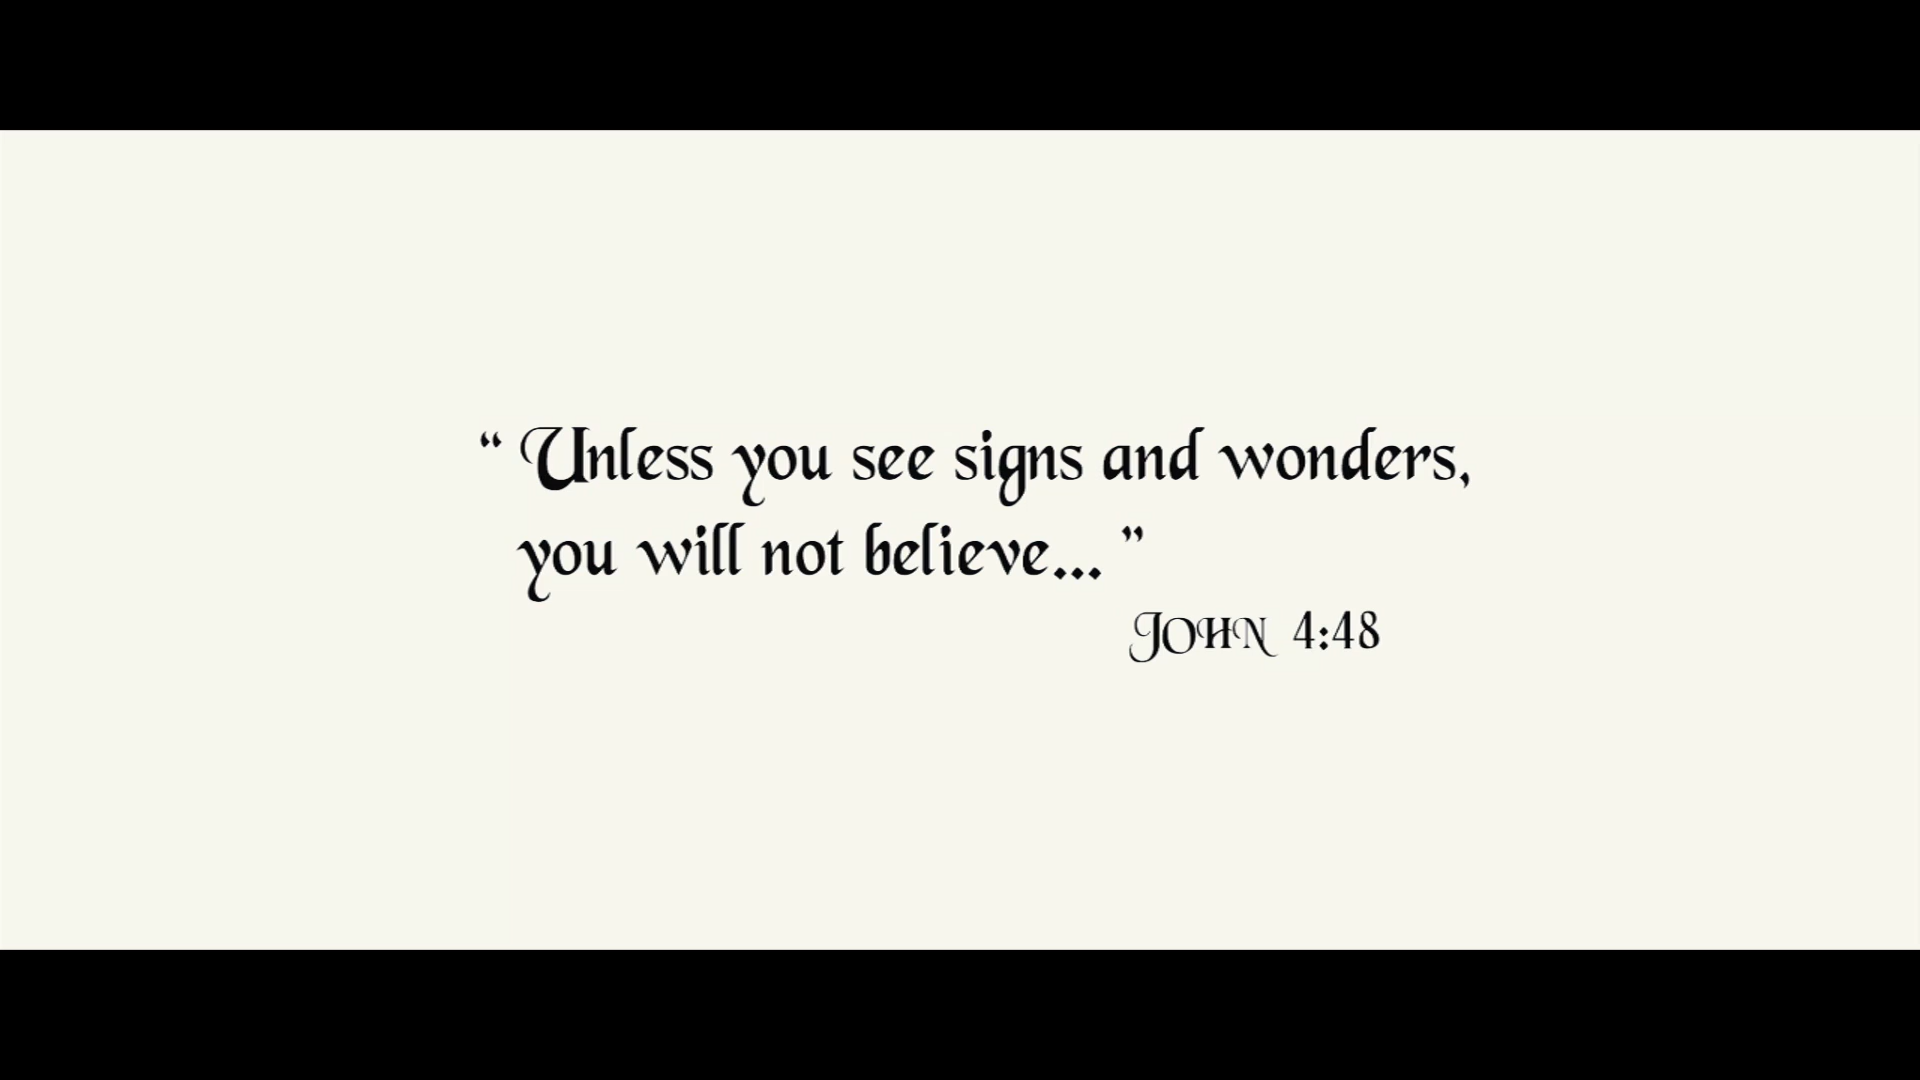 “ Unless you see signs and wonders,
you will not believe... ”
JOHN 4:48